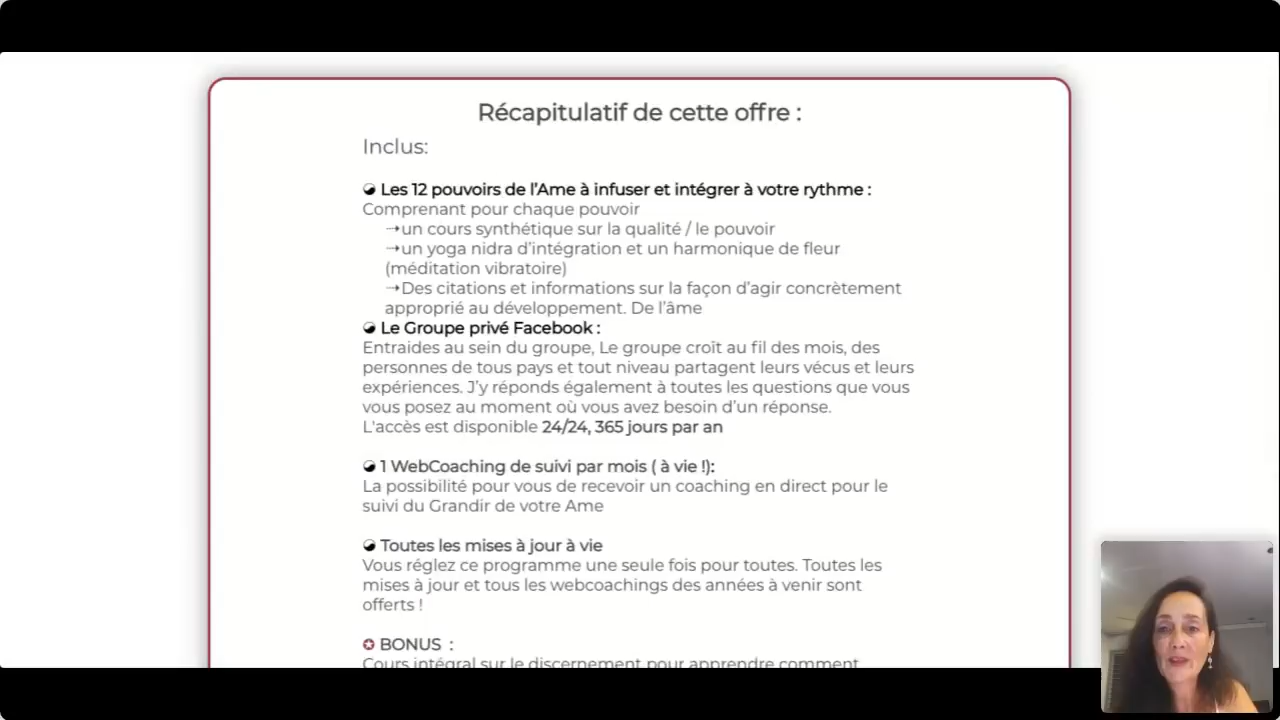 Récapitulatif de cette offre :
Inclus:
Les 12 pouvoirs de l'Ame à infuser et intégrer à votre rythme :
Comprenant pour chaque pouvoir
→un cours synthétique sur la qualité / le pouvoir
→un yoga nidra d'intégration et un harmonique de fleur
(méditation vibratoire)
→Des citations et informations sur la façon d'agir concrètement
approprié au développement. De l'âme
Le Groupe privé Facebook :
Entraides au sein du groupe, Le groupe croît au fil des mois, des
personnes de tous pays et tout niveau partagent leurs vécus et leurs
expériences. J'y réponds également à toutes les questions que vous
vous posez au moment où vous avez besoin d'un réponse.
L'accès est disponible 24/24, 365 jours par an
1 WebCoaching de suivi par mois ( à vie !):
La possibilité pour vous de recevoir un coaching en direct pour le
suivi du Grandir de votre Ame
Toutes les mises à jour à vie
Vous réglez ce programme une seule fois pour toutes. Toutes les
mises à jour et tous les webcoachings des années à venir sont
offerts !
✪ BONUS :
Cours intégral sur le discernement pour apprendre comment